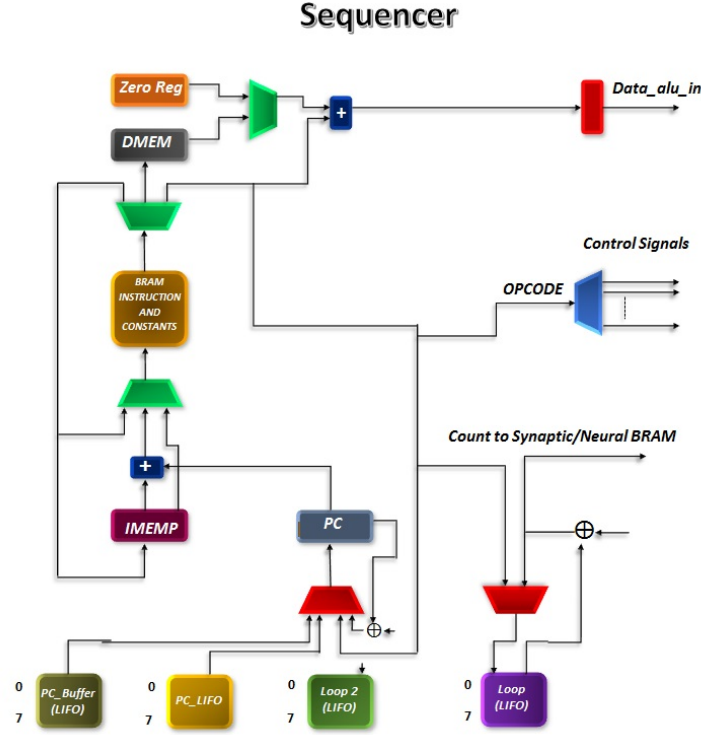 Sequencer
Zero Reg
Data_alu_in
+
DMEM
Control Signals
BRAM
INSTRUCTION
AND
CONSTANTS
OPCODE
Count to Synaptic/Neural BRAM
+
IMEMP
PC
0
7
PC_Buffer
(LIFO)
0
7
PC_LIFO
0
7
Loop 2
(LIFO)
0
7
Loop
(LIFO)